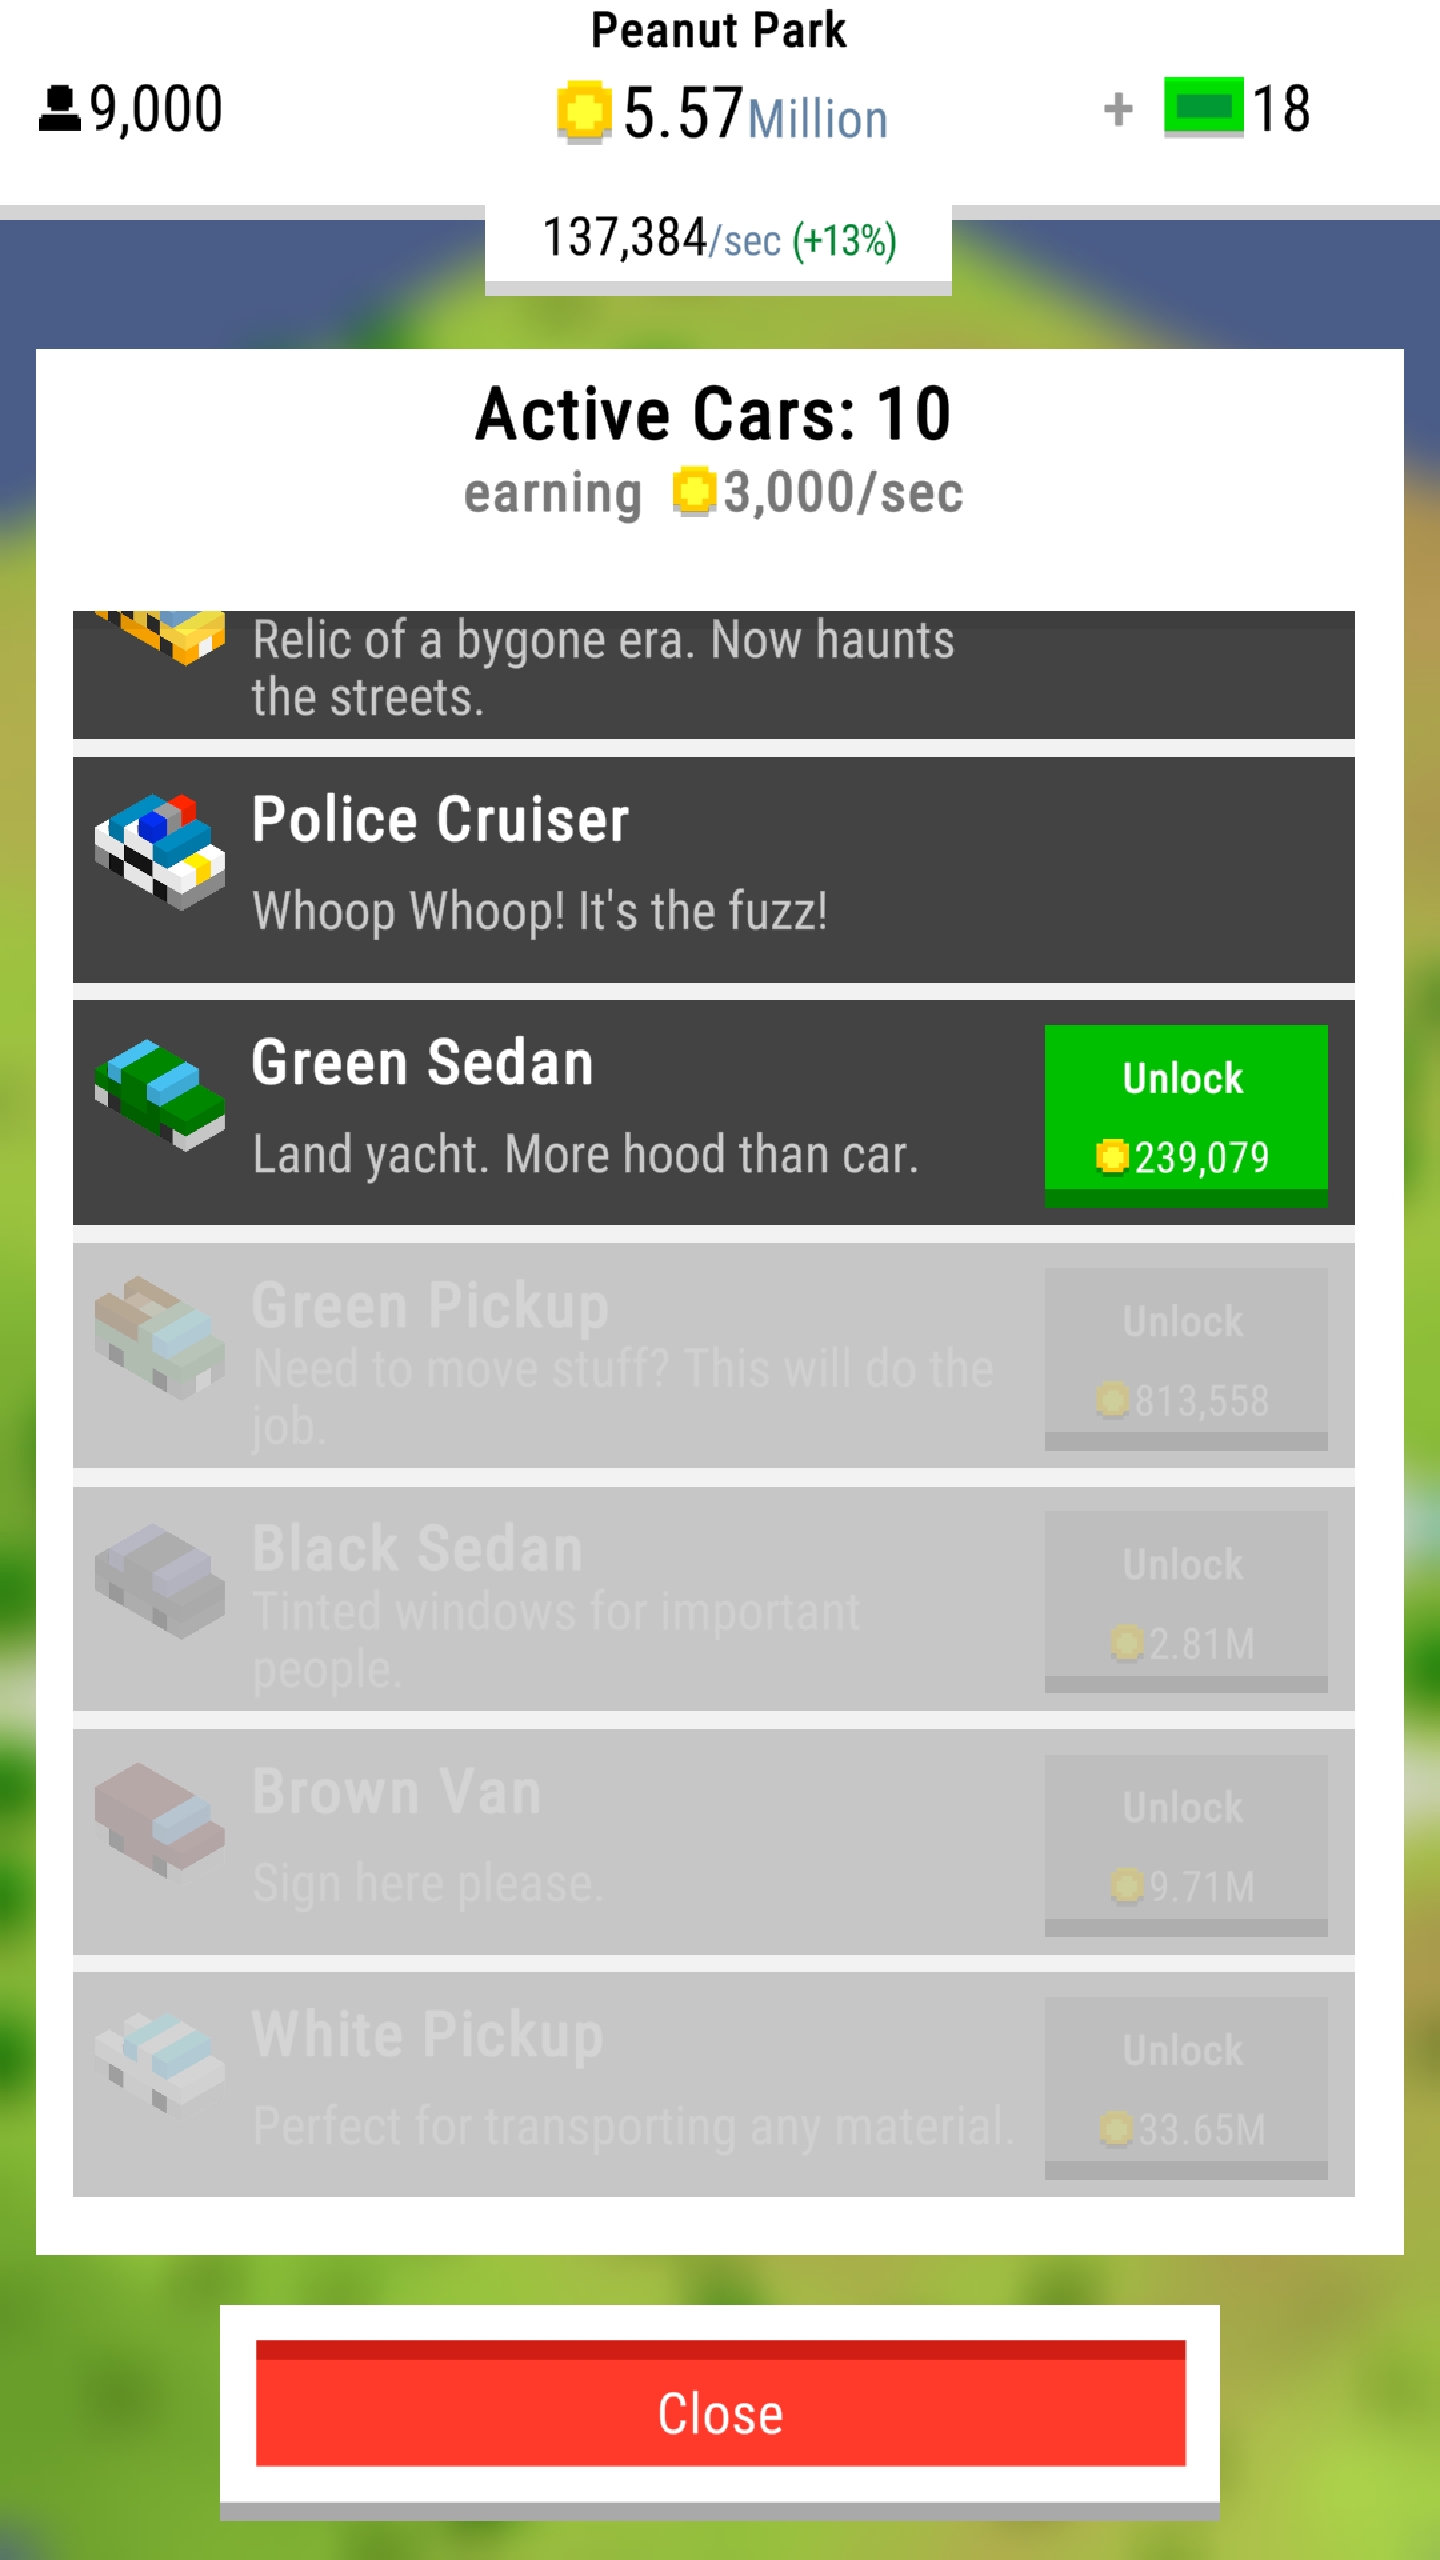 Peanut Park
9,000
5.57Million
+ 18
137,384/sec (+13%)
Active Cars: 10
earning 3,000/sec
Relic of a bygone era. Now haunts
the streets.
Police Cruiser
Whoop Whoop! It's the fuzz!
Green Sedan
Land yacht. More hood than car.
Unlock
239,079
Green Pickup
Need to move stuff? This will do the
job.
Unlock
813,558
Black Sedan
Tinted windows for important
people.
Unlock
2.81M
Brown Van
Sign here please.
Unlock
9.71M
White Pickup
Perfect for transporting any material.
Unlock
33.65M
Close